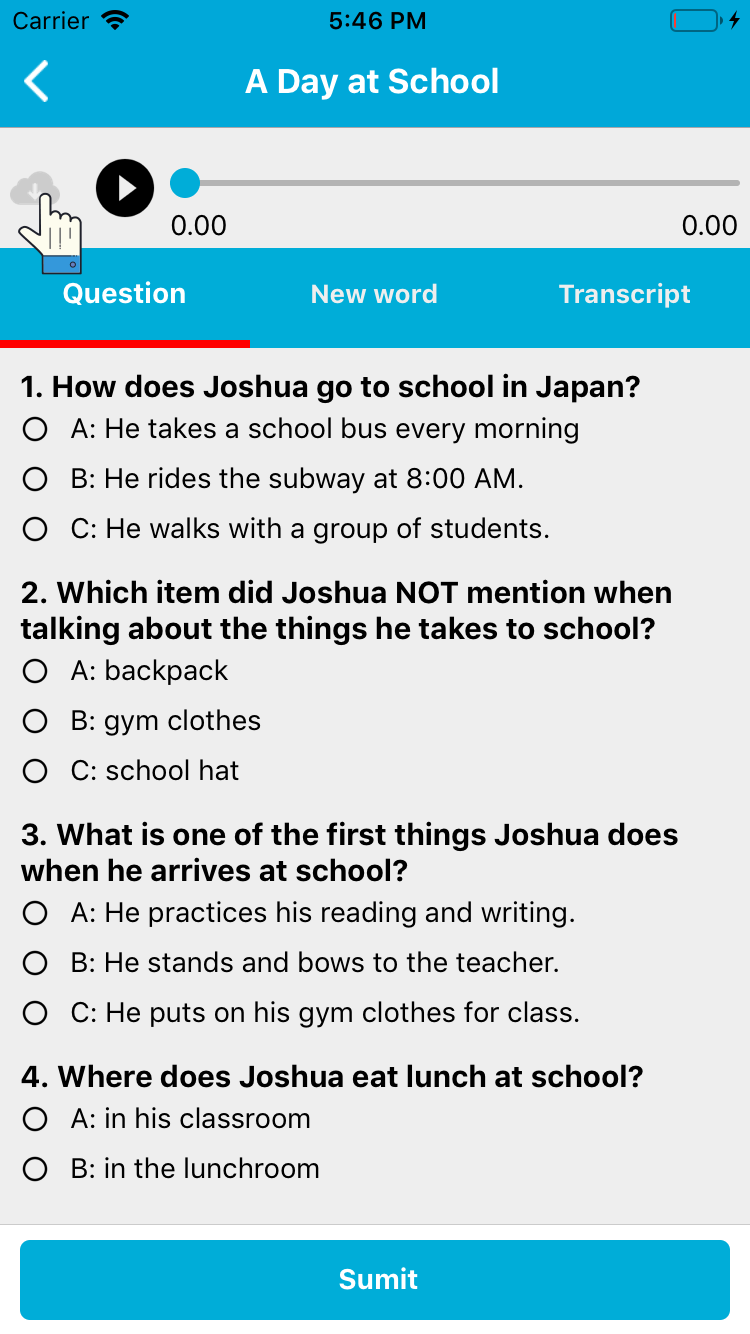 Carrier 5:46 PM
A Day at School
0.00 0.00
Question New word Transcript
1. How does Joshua go to school in Japan?
A: He takes a school bus every morning
B: He rides the subway at 8:00 AM.
C: He walks with a group of students.
2. Which item did Joshua NOT mention when
talking about the things he takes to school?
A: backpack
B: gym clothes
C: school hat
3. What is one of the first things Joshua does
when he arrives at school?
A: He practices his reading and writing.
B: He stands and bows to the teacher.
C: He puts on his gym clothes for class.
4. Where does Joshua eat lunch at school?
A: in his classroom
B: in the lunchroom
Sumit